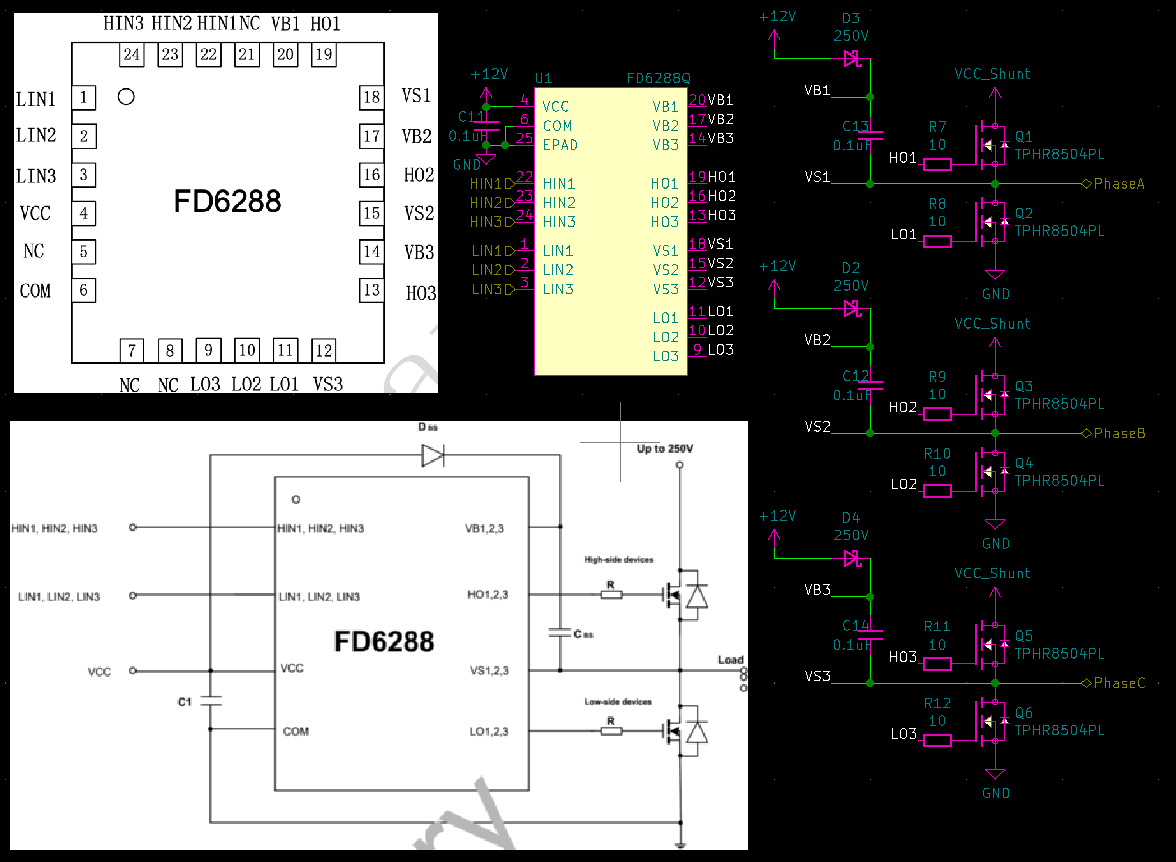 HIN3 HIN2 HIN1 NC VB1 HO1
24 23 22 21 20 19
LIN1 1 18 VS1
LIN2 2 17 VB2
LIN3 3 16 HO2
FD6288
VCC 4 15 VS2
NC 5 14 VB3
COM 6 13 HO3
7 8 9 10 11 12
NC NC LO3 LO2 LO1 VS3
+12V
U1 FD6288Q
4 VCC VB1 20 VB1
C11
0.1uF
6 COM VB2 17 VB2
25 EPAD VB3 14 VB3
GND
HIN1 22 HIN1 HO1 19 HO1
HIN2 23 HIN2 HO2 16 HO2
HIN3 24 HIN3 HO3 13 HO3
LIN1 1 LIN1 VS1 18 VS1
LIN2 2 LIN2 VS2 15 VS2
LIN3 3 LIN3 VS3 12 VS3
LO1 11 LO1
LO2 10 LO2
LO3 9 LO3
D BS
Up to 250V
HIN1, HIN2, HIN3 HIN1, HIN2, HIN3 VB1,2,3
High-side devices
R
LIN1, LIN2, LIN3 LIN1, LIN2, LIN3 HO1,2,3
FD6288
C BS
VCC VCC VS1,2,3 Load
C1
Low-side devices
R
COM LO1,2,3
+12V
D3
250V
VB1
VCC_Shunt
C13
0.1uF
R7
10
HO1
Q1
TPHR8504PL
VS1
PhaseA
R8
10
LO1
Q2
TPHR8504PL
GND
+12V
D2
250V
VB2
VCC_Shunt
C12
0.1uF
R9
10
HO2
Q3
TPHR8504PL
VS2
PhaseB
R10
10
LO2
Q4
TPHR8504PL
GND
+12V
D4
250V
VB3
VCC_Shunt
C14
0.1uF
R11
10
HO3
Q5
TPHR8504PL
VS3
PhaseC
R12
10
LO3
Q6
TPHR8504PL
GND